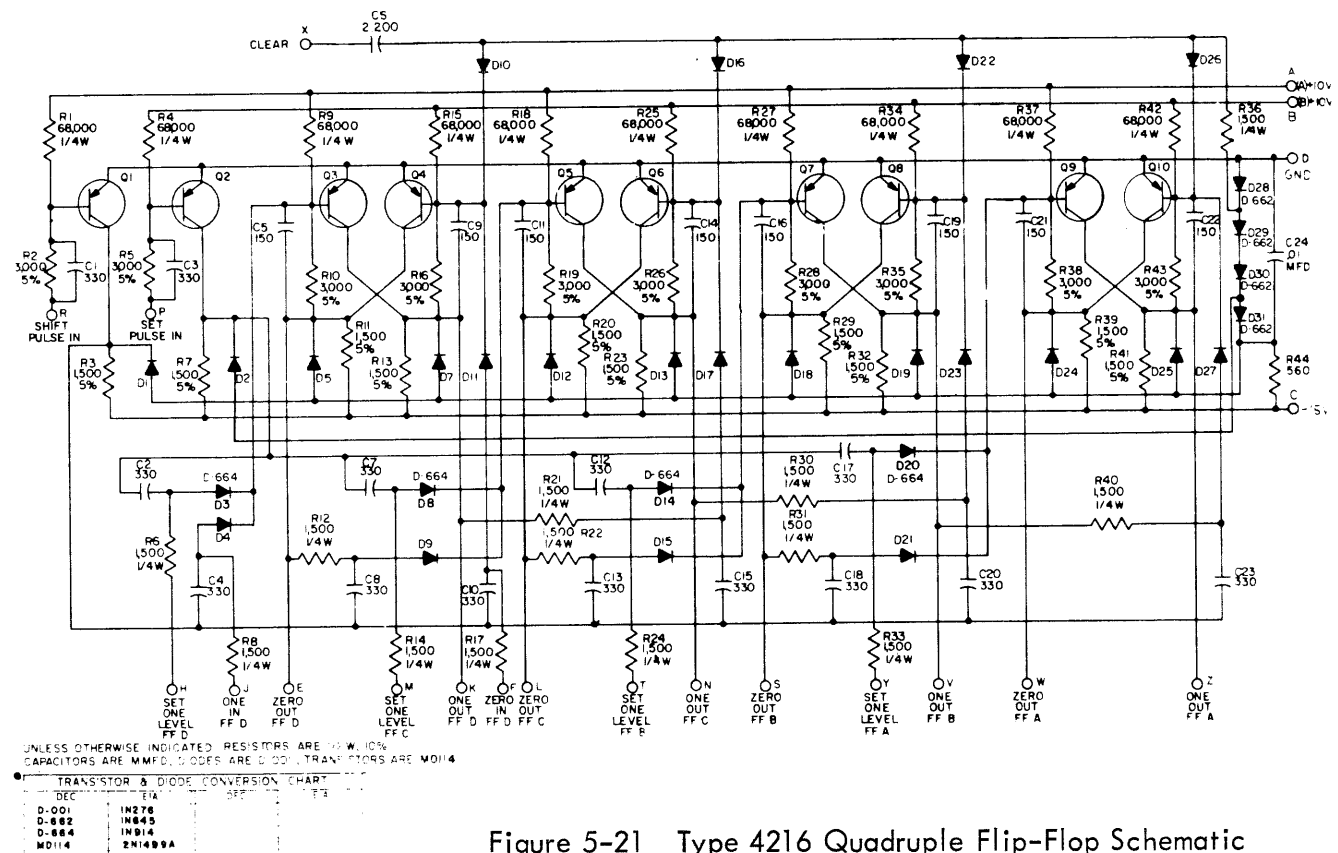 C5
2 200
X
CLEAR
D10
D16
D22
D26
A
(A)+10V
(B)+10V
B
R1
68,000
1/4W
R4
68,000
1/4W
R9
68,000
1/4W
R15
68,000
1/4W
R18
68,000
1/4W
R25
68,000
1/4W
R27
68,000
1/4W
R34
68,000
1/4W
R37
68,000
1/4W
R42
68,000
1/4W
R36
1,500
1/4W
D
GND
Q1
Q2
Q3
Q4
Q5
Q6
Q7
Q8
Q9
Q10
D28
D-662
D29
D-662
D30
D-662
D31
D-662
C24
.01
MFD
C5
150
C9
150
C11
150
C14
150
C16
150
C19
150
C21
150
C22
150
R2
3,000
5%
C1
330
R5
3,000
5%
C3
330
R10
3,000
5%
R16
3,000
5%
R19
3,000
5%
R26
3,000
5%
R28
3,000
5%
R35
3,000
5%
R38
3,000
5%
R43
3,000
5%
R
SHIFT
PULSE IN
P
SET
PULSE IN
R3
1,500
5%
D1
R7
1,500
5%
D2
D5
R11
1,500
5%
R13
1,500
5%
D7
D11
D12
R20
1,500
5%
R23
1,500
5%
D13
D17
D18
R29
1,500
5%
R32
1,500
5%
D19
D23
D24
R39
1,500
5%
R41
1,500
5%
D25
D27
R44
560
C
C2
330
D-664
D3
D4
C7
330
D-664
D8
C12
330
D-664
D14
C17
330
D20
D-664
R6
1,500
1/4W
R12
1,500
1/4W
D9
R21
1,500
1/4W
1,500
1/4W
R22
D15
R30
1,500
1/4W
R31
1,500
1/4W
D21
R40
1,500
1/4W
C4
330
C8
330
C10
330
C13
330
C15
330
C18
330
C20
330
C23
330
R8
1,500
1/4W
R14
1,500
1/4W
R17
1,500
1/4W
R24
1,500
1/4W
R33
1,500
1/4W
H
SET
ONE
LEVEL
FF D
J
ONE
IN
FF D
E
ZERO
OUT
FF D
M
SET
ONE
LEVEL
FF C
K
ONE
OUT
FF D
F
ZERO
IN
FF D
L
ZERO
OUT
FF C
T
SET
ONE
LEVEL
FF B
N
ONE
OUT
FF C
S
ZERO
OUT
FF B
Y
SET
ONE
LEVEL
FF A
V
ONE
OUT
FF B
W
ZERO
OUT
FF A
Z
ONE
OUT
FF A
UNLESS OTHERWISE INDICATED RESISTORS ARE W, 10%
CAPACITORS ARE MMFD, DIODES ARE TRANSISTORS ARE MD114
TRANSISTOR & DIODE CONVERSION CHART
DEC EIA DEC EIA
D-001 1N276
D-662 1N645
D-664 1N914
MD114 2N1499A
Figure 5-21 Type 4216 Quadruple Flip-Flop Schematic